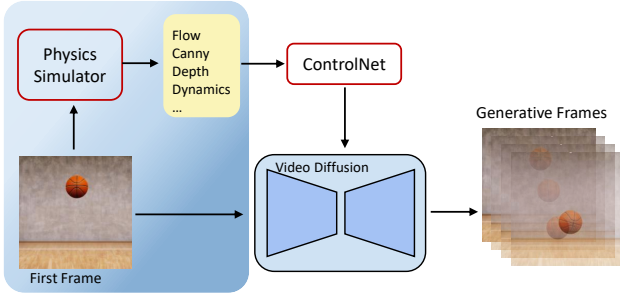 Physics
Simulator
Flow
Canny
Depth
Dynamics
…
ControlNet
Generative Frames
Video Diffusion
First Frame